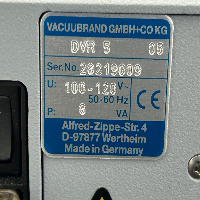 VACUUBRAND GMBH+CO KG
DVR 5 05
Ser.No. 28219609
U: 100-120 V~
50-60 Hz CE
P: 6 VA
Alfred-Zippe-Str. 4
D-97877 Wertheim
Made in Germany